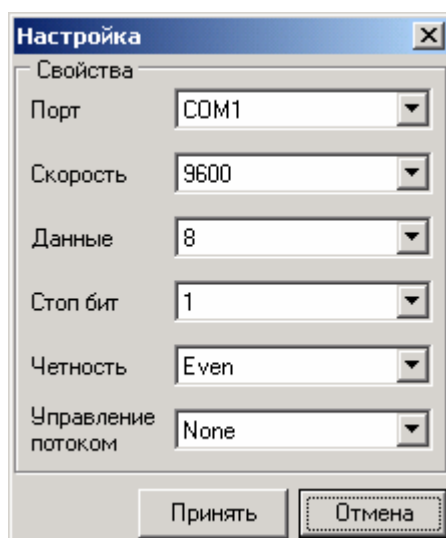 Настройка
Свойства
Порт COM1
Скорость 9600
Данные 8
Стоп бит 1
Четность Even
Управление
потоком None
Принять Отмена